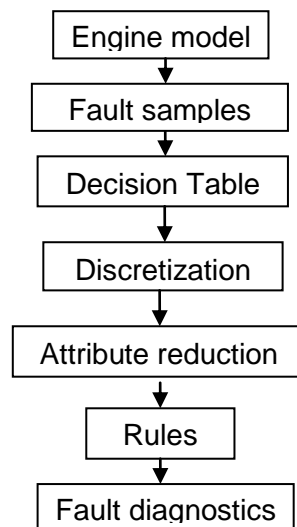 Engine model
Fault samples
Decision Table
Discretization
Attribute reduction
Rules
Fault diagnostics